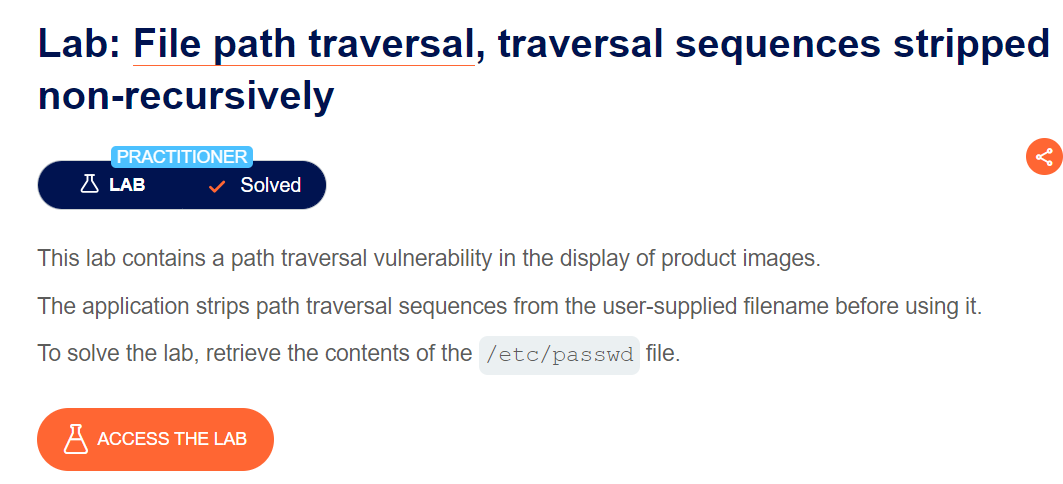 Lab: File path traversal, traversal sequences stripped
non-recursively
PRACTITIONER
LAB Solved
This lab contains a path traversal vulnerability in the display of product images.
The application strips path traversal sequences from the user-supplied filename before using it.
To solve the lab, retrieve the contents of the /etc/passwd file.
ACCESS THE LAB